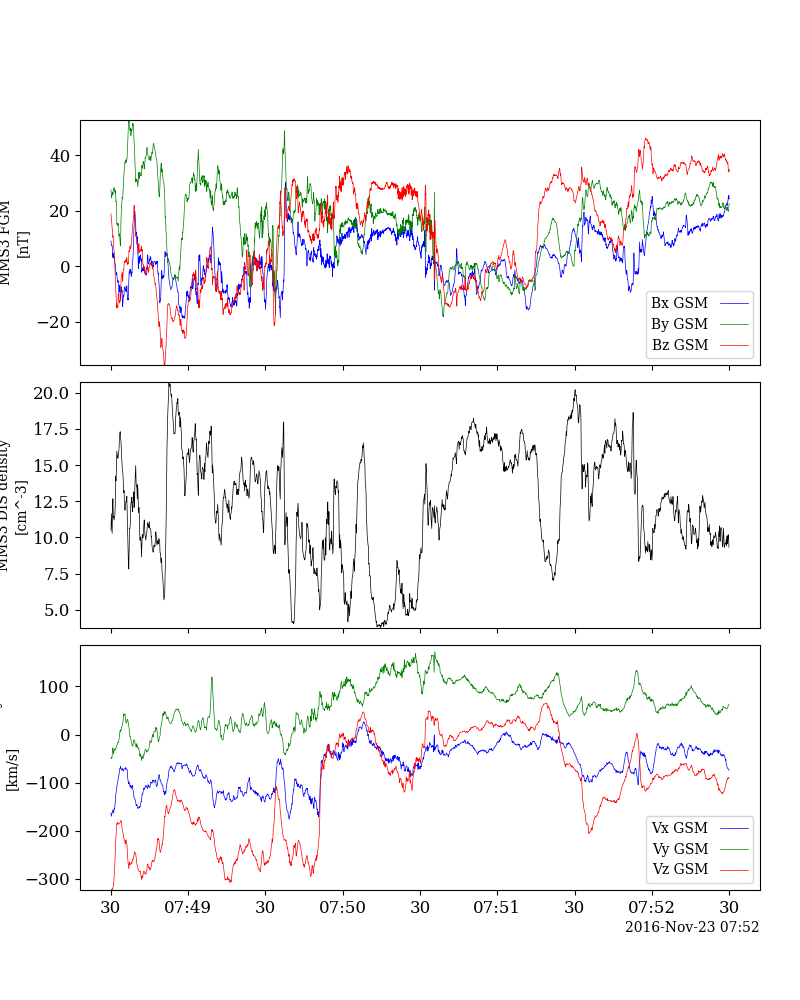 MMS3 FGM
[nT]
40
20
0
−20
Bx GSM
By GSM
Bz GSM
MMS3 DIS density
[cm^-3]
20.0
17.5
15.0
12.5
10.0
7.5
5.0
[km/s]
100
0
−100
−200
−300
Vx GSM
Vy GSM
Vz GSM
30 07:49 30 07:50 30 07:51 30 07:52 30
2016-Nov-23 07:52